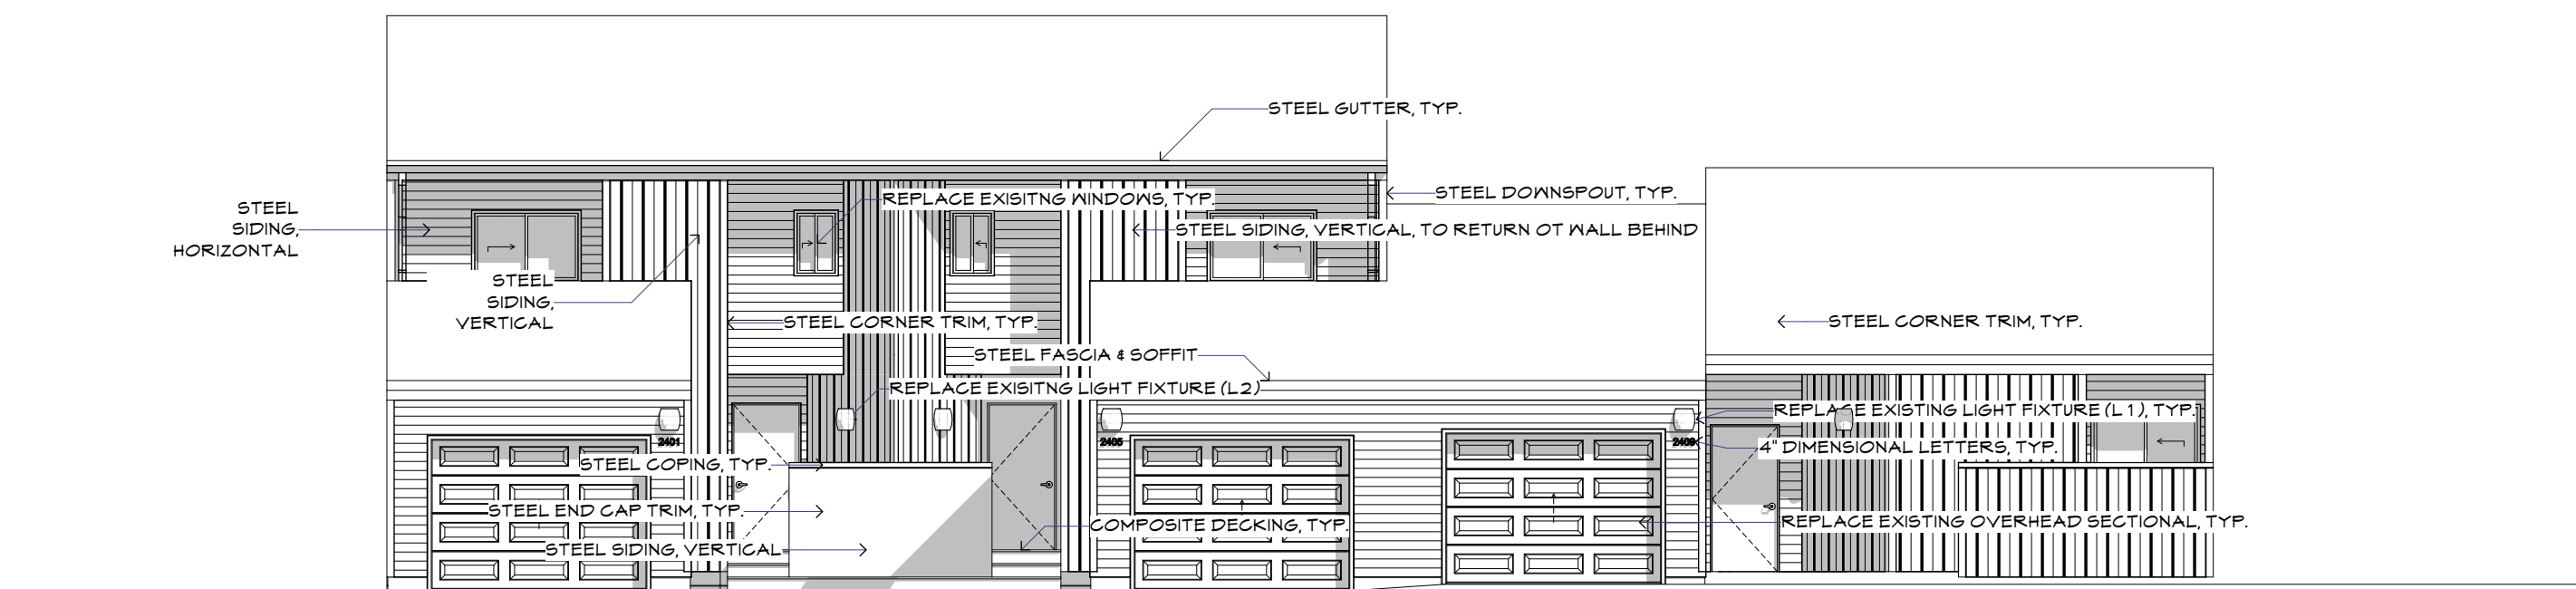 STEEL GUTTER, TYP.
STEEL DOWNSPOUT, TYP.
REPLACE EXISITNG WINDOWS, TYP.
STEEL
SIDING,
HORIZONTAL
STEEL SIDING, VERTICAL, TO RETURN OT WALL BEHIND
STEEL
SIDING,
VERTICAL
STEEL CORNER TRIM, TYP.
STEEL CORNER TRIM, TYP.
STEEL FASCIA & SOFFIT
REPLACE EXISITNG LIGHT FIXTURE (L2)
REPLACE EXISTING LIGHT FIXTURE (L1), TYP.
2401
2405
2409
4" DIMENSIONAL LETTERS, TYP.
STEEL COPING, TYP.
STEEL END CAP TRIM, TYP.
COMPOSITE DECKING, TYP.
REPLACE EXISTING OVERHEAD SECTIONAL, TYP.
STEEL SIDING, VERTICAL